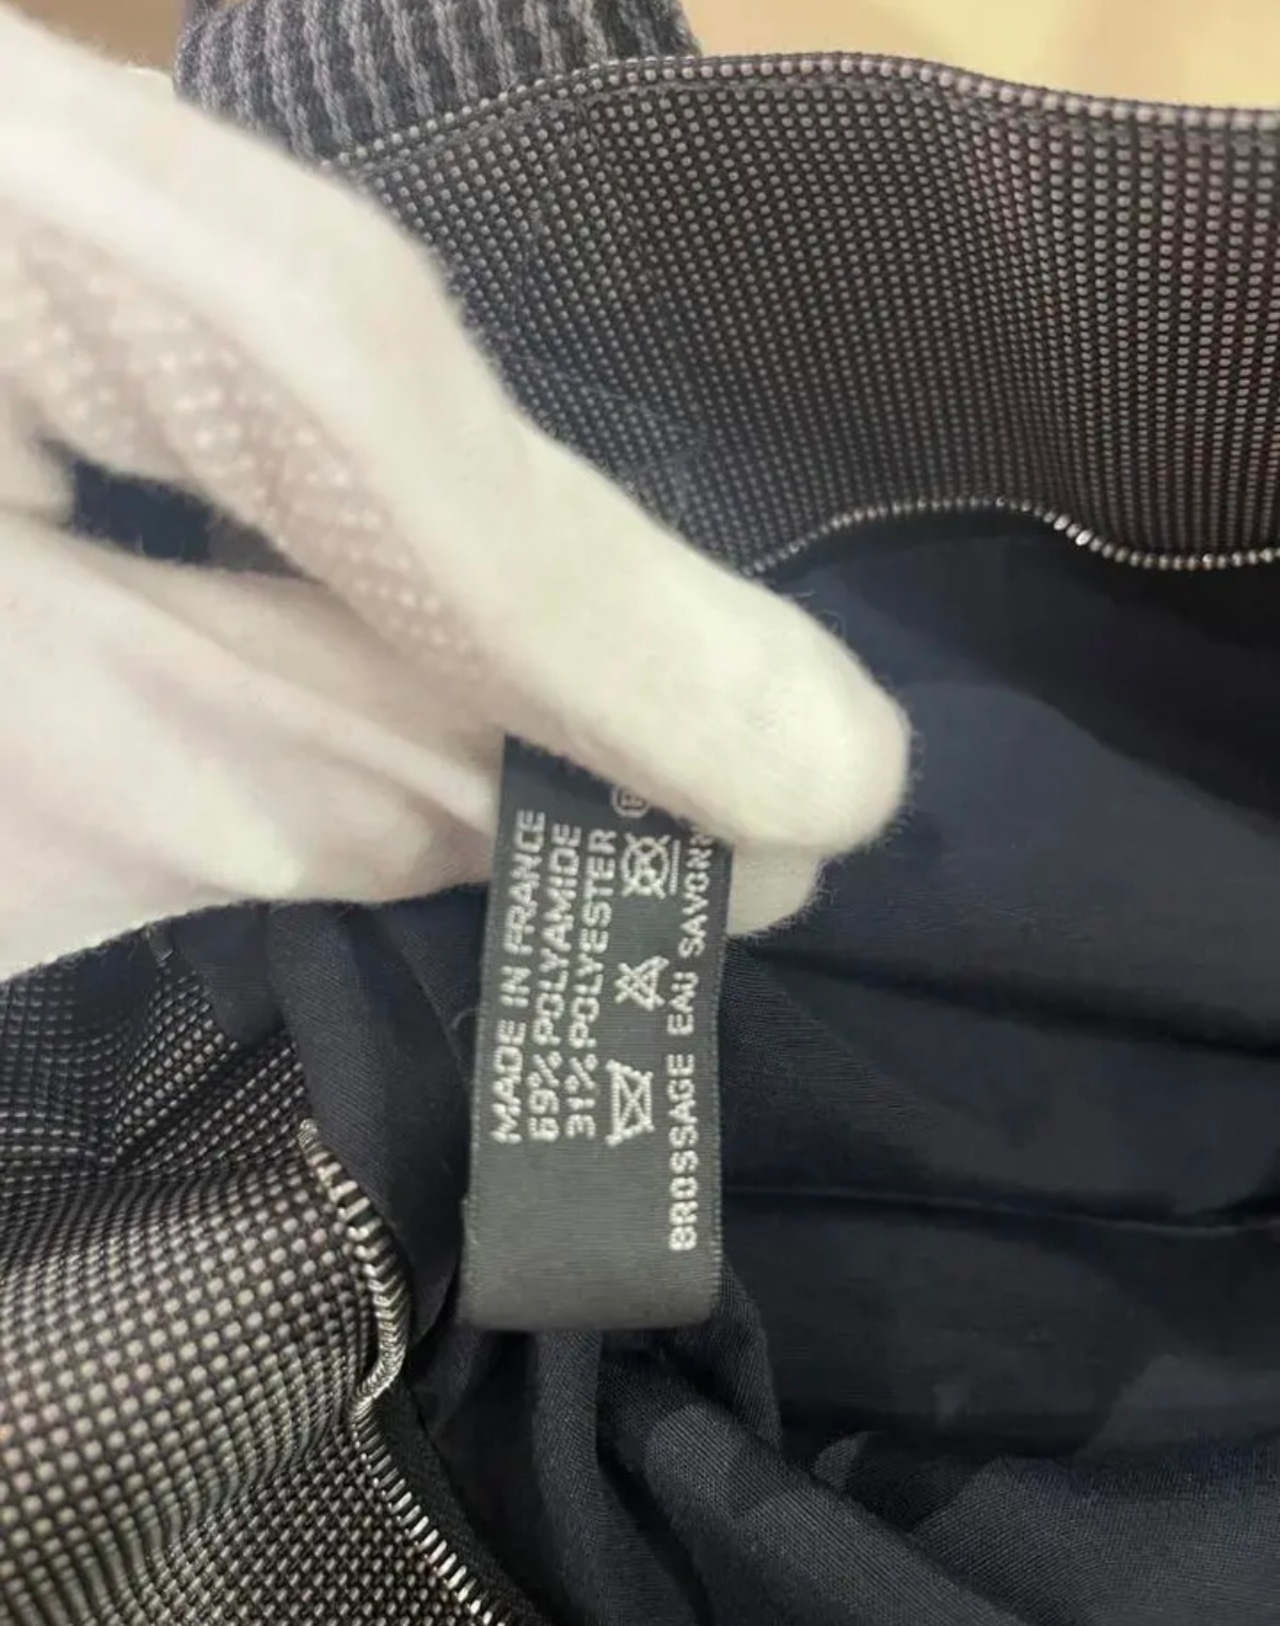 MADE IN FRANCE
69%POLYAMIDE
31%POLYESTER
BROSSAGE EAU